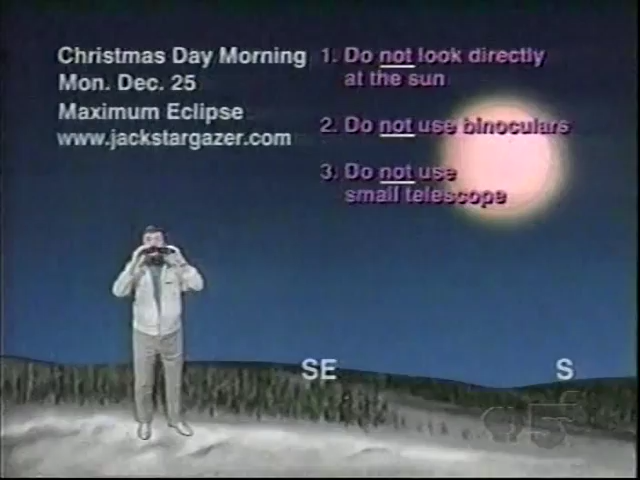 Christmas Day Morning
Mon. Dec. 25
Maximum Eclipse
www.jackstargazer.com
1. Do not look directly
at the sun
2. Do not use binoculars
3. Do not use
small telescope
SE
S
5